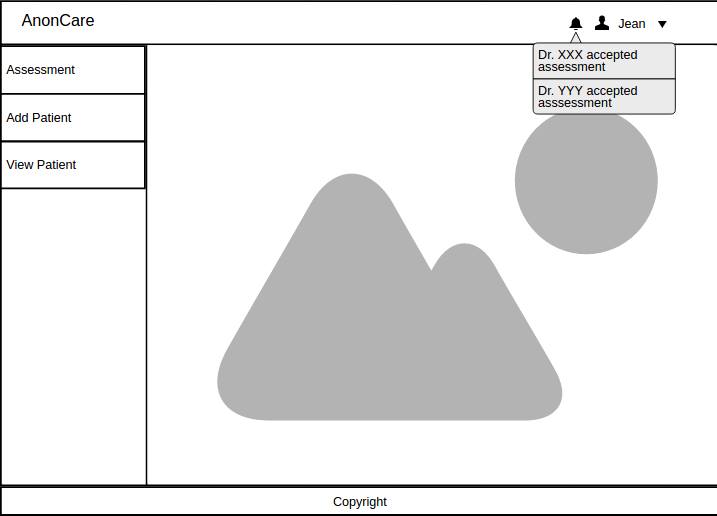 AnonCare
Jean
Dr. XXX accepted
assessment
Dr. YYY accepted
asssessment
Assessment
Add Patient
View Patient
Copyright